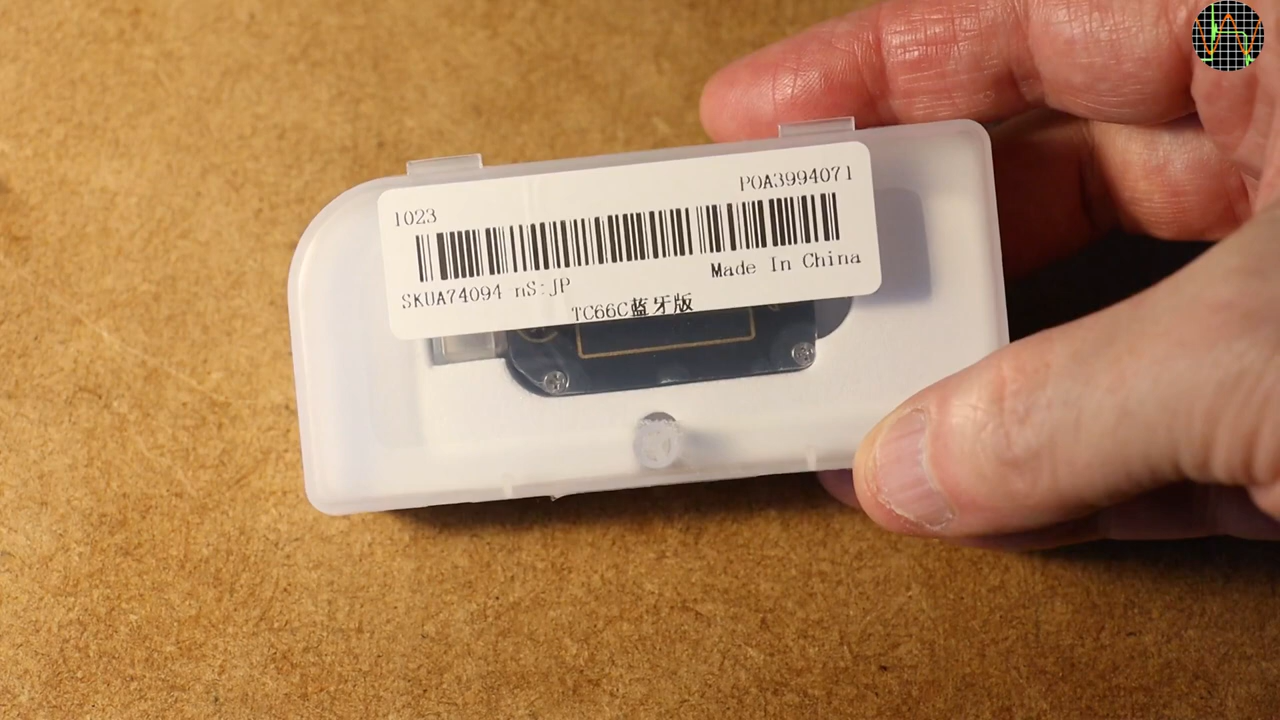 POA3994071
1023
Made In China
SKUA74094 nS:JP
TC66C蓝牙版